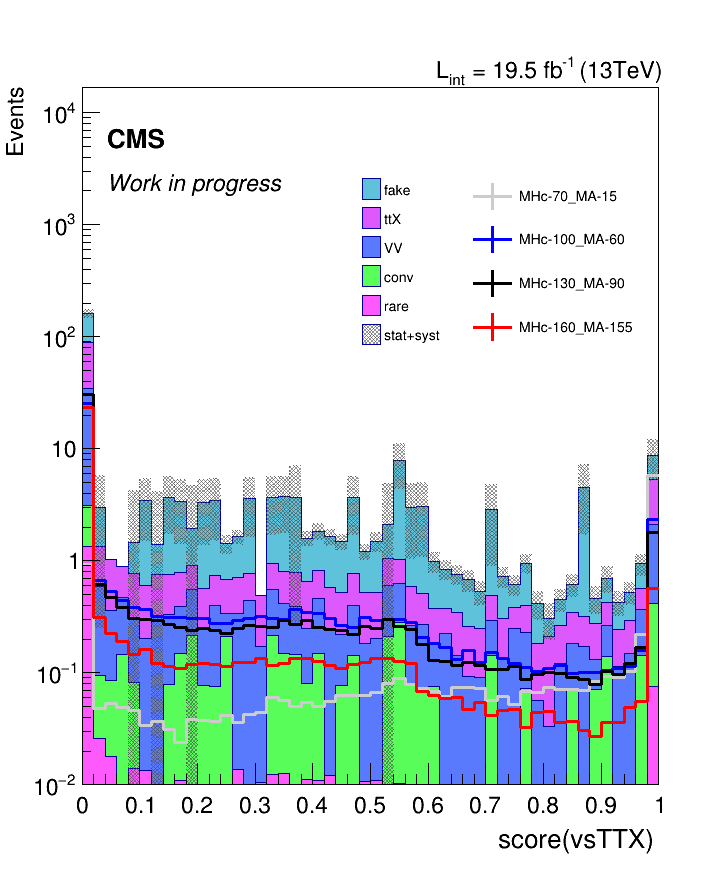 L_int = 19.5 fb^-1 (13TeV)
Events
CMS
Work in progress
fake
ttX
VV
conv
rare
stat+syst
MHc-70_MA-15
MHc-100_MA-60
MHc-130_MA-90
MHc-160_MA-155
10^4
10^3
10^2
10
1
10^-1
10^-2
0 0.1 0.2 0.3 0.4 0.5 0.6 0.7 0.8 0.9 1
score(vsTTX)